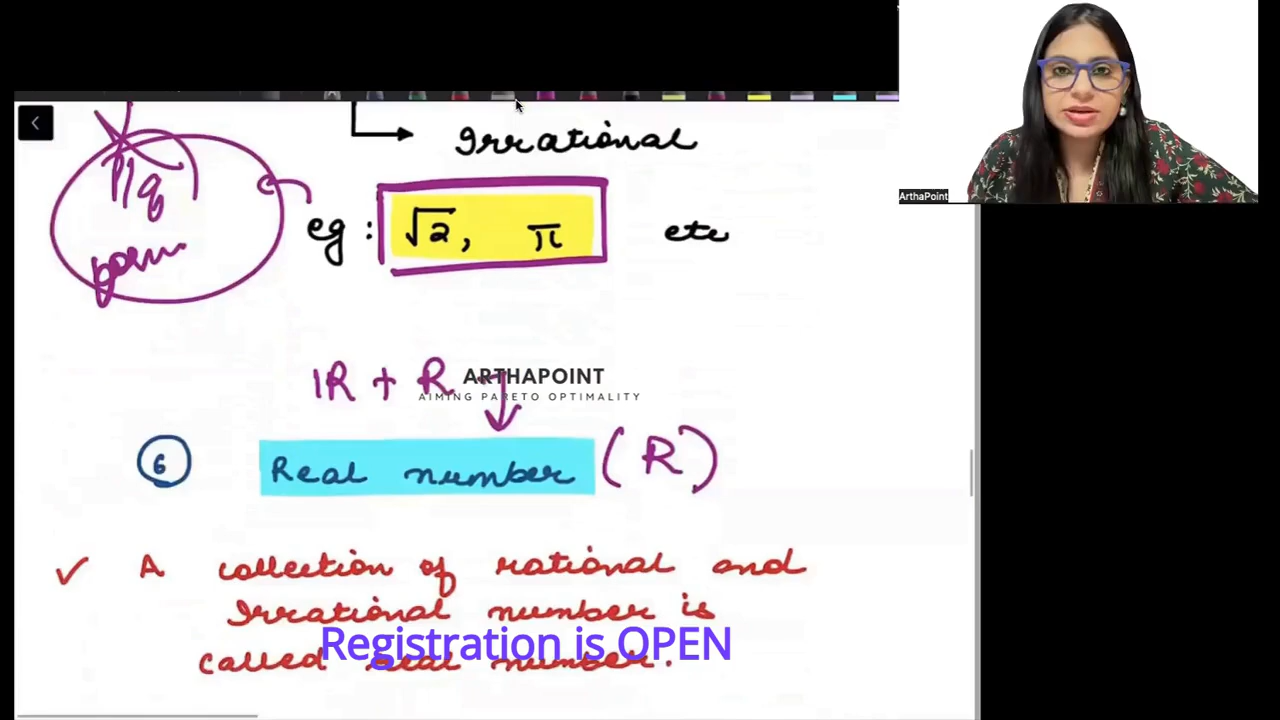 Irrational
p/q
form
eg : √2, π etc
IR + R
ARTHAPOINT
AIMING PARETO OPTIMALITY
6 Real number (R)
✓ A collection of rational and
Irrational number is
called real number.
Registration is OPEN
ArthaPoint